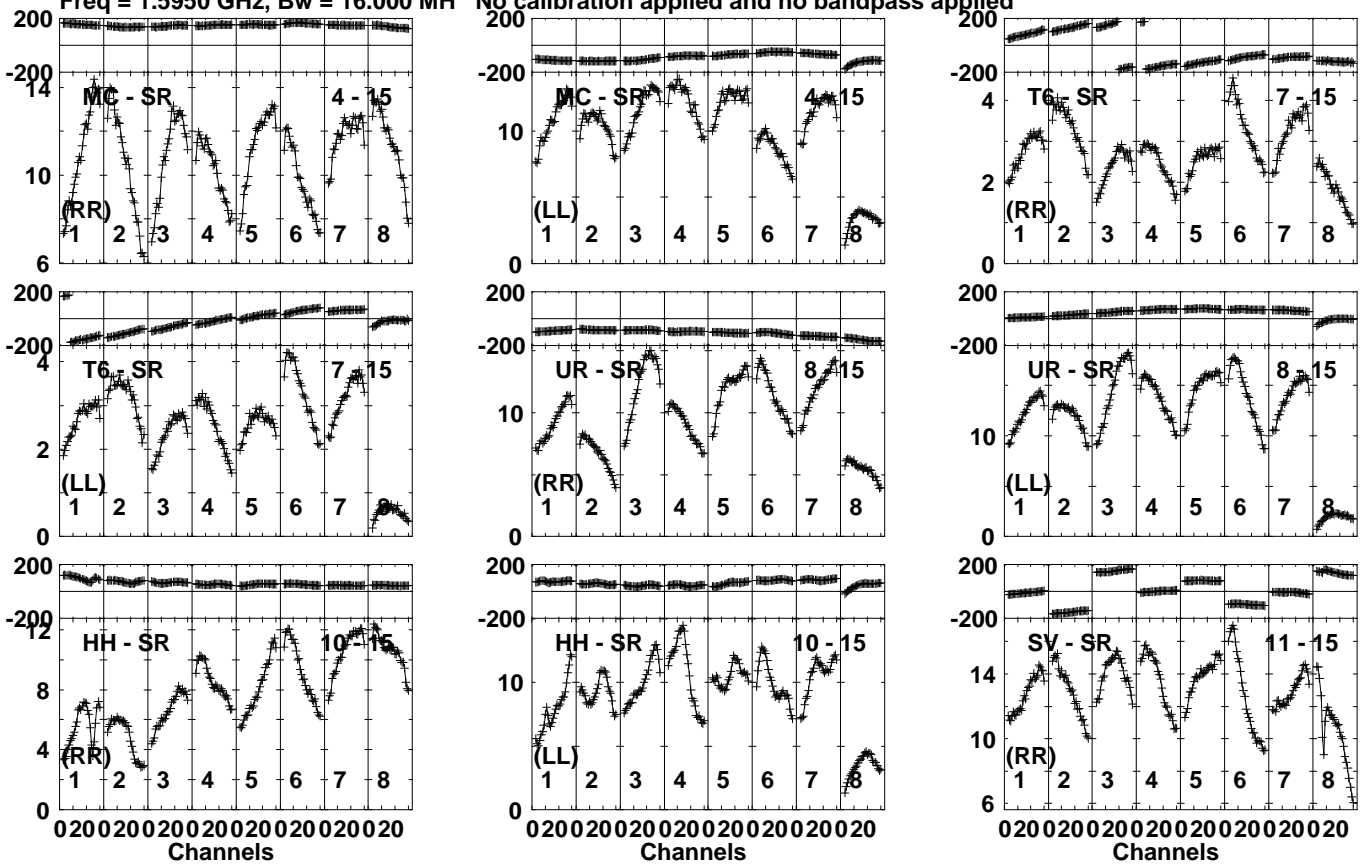 Freq = 1.5950 GHz, Bw = 16.000 MH No calibration applied and no bandpass applied
200
-200
14
10
6
MC - SR 4 - 15
(RR)
1 2 3 4 5 6 7 8
200
-200
10
0
MC - SR 4 - 15
(LL)
1 2 3 4 5 6 7 8
200
-200
4
2
0
T6 - SR 7 - 15
(RR)
1 2 3 4 5 6 7 8
200
-200
4
2
0
T6 - SR 7 - 15
(LL)
1 2 3 4 5 6 7 8
200
-200
10
0
UR - SR 8 - 15
(RR)
1 2 3 4 5 6 7 8
200
-200
10
0
UR - SR 8 - 15
(LL)
1 2 3 4 5 6 7 8
200
-200
12
8
4
0
HH - SR 10 - 15
(RR)
1 2 3 4 5 6 7 8
0 20 0 20 0 20 0 20 0 20 0 20 0 20 0 20
Channels
200
-200
10
0
HH - SR 10 - 15
(LL)
1 2 3 4 5 6 7 8
0 20 0 20 0 20 0 20 0 20 0 20 0 20 0 20
Channels
200
-200
14
10
6
SV - SR 11 - 15
(RR)
1 2 3 4 5 6 7 8
0 20 0 20 0 20 0 20 0 20 0 20 0 20 0 20
Channels